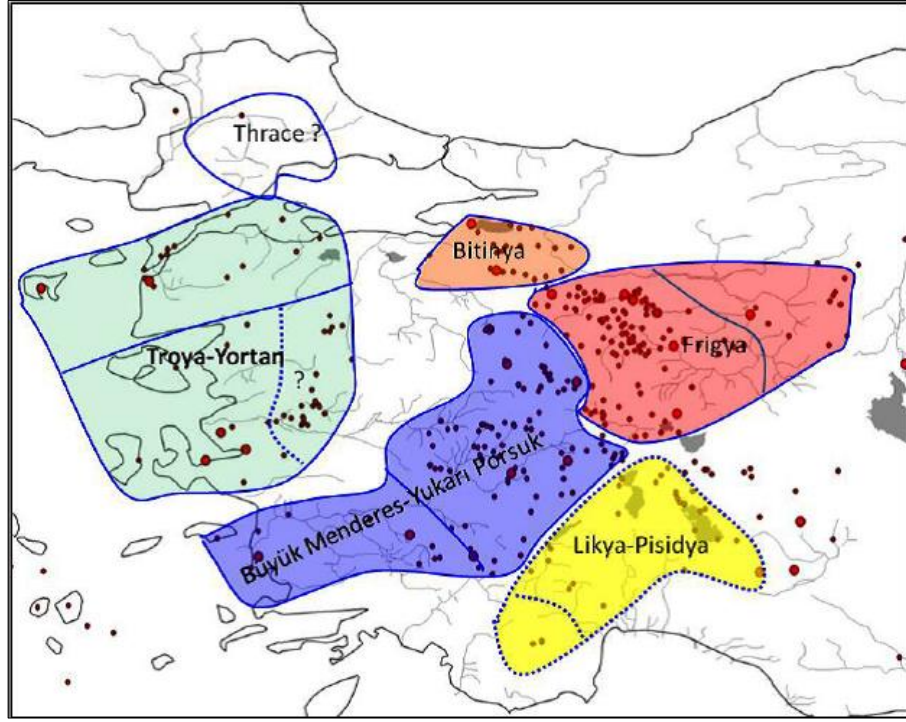 Thrace ?
Bitinya
Troya-Yortan
?
Frigya
Büyük Menderes-Yukarı Porsuk
Likya-Pisidya